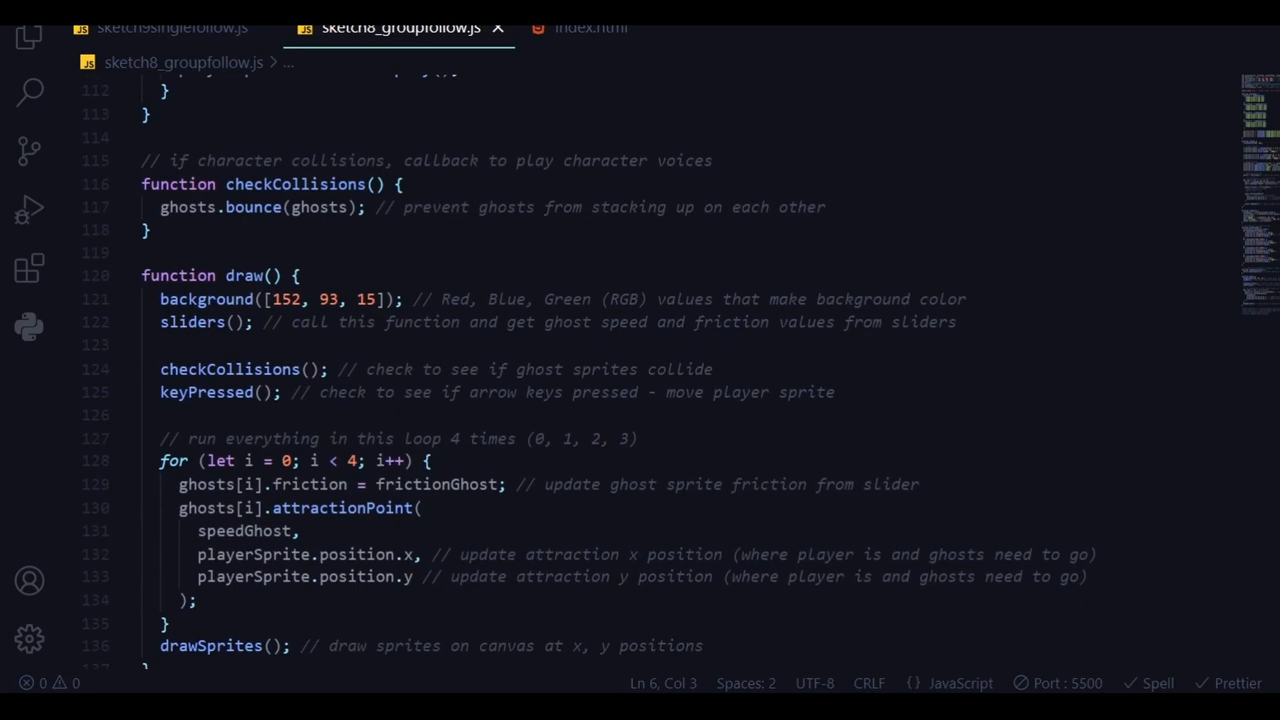 JS sketch9singlefollow.js JS sketch8_groupfollow.js × index.html
JS sketch8_groupfollow.js > ...
112 }
113 }
114
115 // if character collisions, callback to play character voices
116 function checkCollisions() {
117 ghosts.bounce(ghosts); // prevent ghosts from stacking up on each other
118 }
119
120 function draw() {
121 background([152, 93, 15]); // Red, Blue, Green (RGB) values that make background color
122 sliders(); // call this function and get ghost speed and friction values from sliders
123
124 checkCollisions(); // check to see if ghost sprites collide
125 keyPressed(); // check to see if arrow keys pressed - move player sprite
126
127 // run everything in this loop 4 times (0, 1, 2, 3)
128 for (let i = 0; i < 4; i++) {
129 ghosts[i].friction = frictionGhost; // update ghost sprite friction from slider
130 ghosts[i].attractionPoint(
131 speedGhost,
132 playerSprite.position.x, // update attraction x position (where player is and ghosts need to go)
133 playerSprite.position.y // update attraction y position (where player is and ghosts need to go)
134 );
135 }
136 drawSprites(); // draw sprites on canvas at x, y positions
137 }
0 0 Ln 6, Col 3 Spaces: 2 UTF-8 CRLF {} JavaScript Port : 5500 Spell Prettier